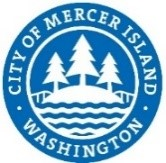 · CITY OF MERCER ISLAND ·
WASHINGTON